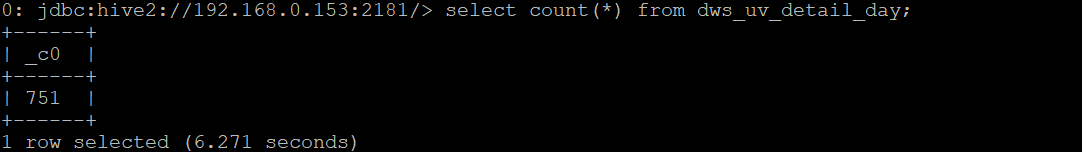 0: jdbc:hive2://192.168.0.153:2181/> select count(*) from dws_uv_detail_day;
+------+
| _c0  |
+------+
| 751  |
+------+
1 row selected (6.271 seconds)